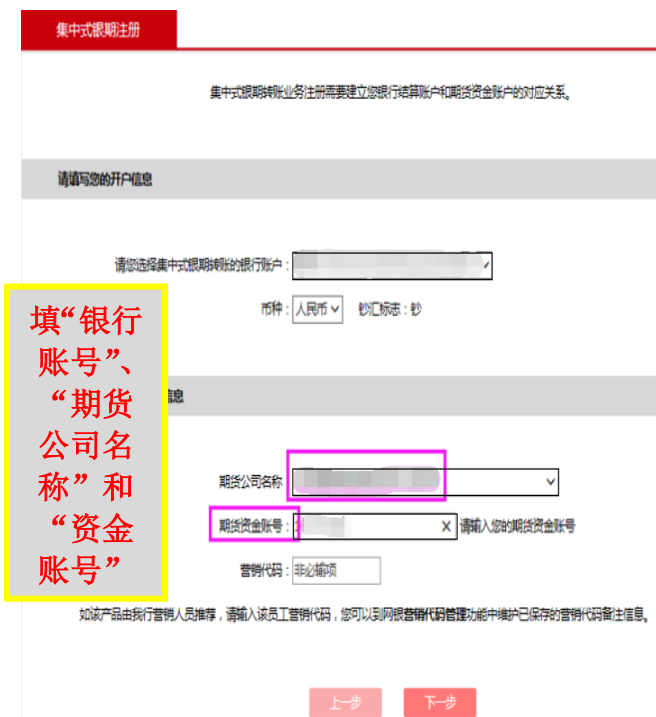 集中式银期注册
集中式银期转账业务注册需要建立您银行结算账户和期货资金账户的对应关系。
请填写您的开户信息
请您选择集中式银期转账的银行账户：
币种： 人民币 钞汇标志：钞
填“银行
账号”、
“期货
公司名
称”和
“资金
账号”
信息
期货公司名称
期货资金账号： X 请输入您的期货资金账号
营销代码： 非必输项
如该产品由我行营销人员推荐，请输入该员工营销代码，您可以到网银营销代码管理功能中维护已保存的营销代码备注信息。
上一步 下一步